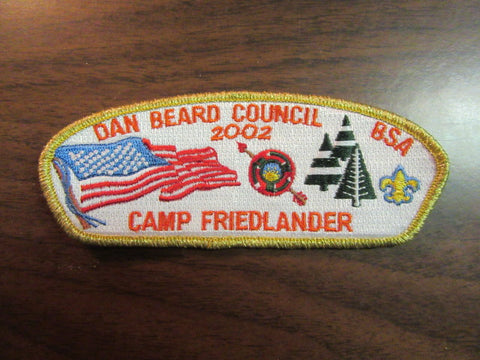 DAN BEARD COUNCIL BSA
2002
CAMP FRIEDLANDER